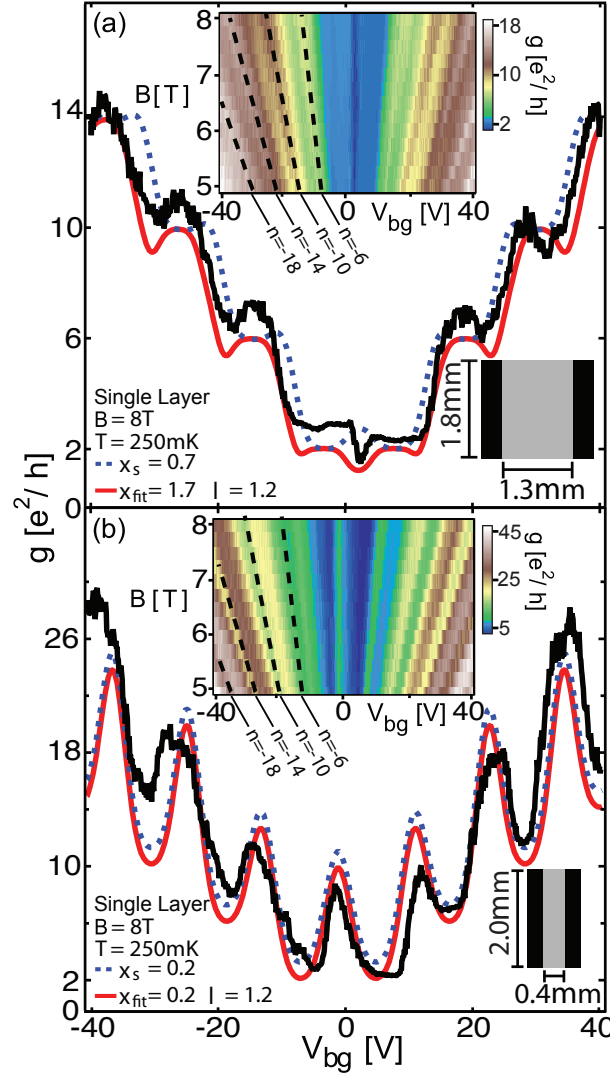 (a)
B[T]
8
7
6
5
-40
0
40
V_bg [V]
g [e²/h]
18
10
2
n=-18
n=-14
n=-10
n=-6
14
10
6
2
0
Single Layer
B = 8T
T = 250mK
x_s = 0.7
x_fit = 1.7 l = 1.2
1.8mm
1.3mm
g [e²/h]
(b)
B[T]
8
7
6
5
-40
0
40
V_bg [V]
g [e²/h]
45
25
5
n=-18
n=-14
n=-10
n=-6
26
18
10
2
0
Single Layer
B = 8T
T = 250mK
x_s = 0.2
x_fit = 0.2 l = 1.2
2.0mm
0.4mm
-40 -20 0 20 40
V_bg [V]